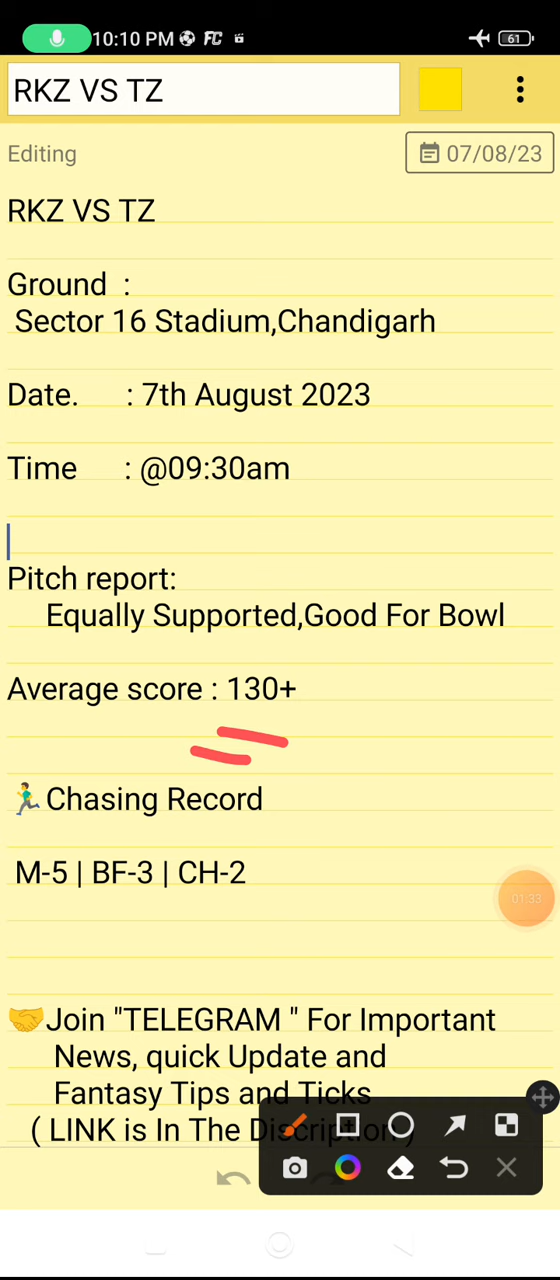 10:10 PM FC 61
RKZ VS TZ
Editing 07/08/23
RKZ VS TZ
Ground :
Sector 16 Stadium,Chandigarh
Date. : 7th August 2023
Time : @09:30am
Pitch report:
Equally Supported,Good For Bowl
Average score : 130+
🏃‍♂️Chasing Record
M-5 | BF-3 | CH-2
01:33
🤝Join "TELEGRAM " For Important
News, quick Update and
Fantasy Tips and Ticks
( LINK is In The Discription )